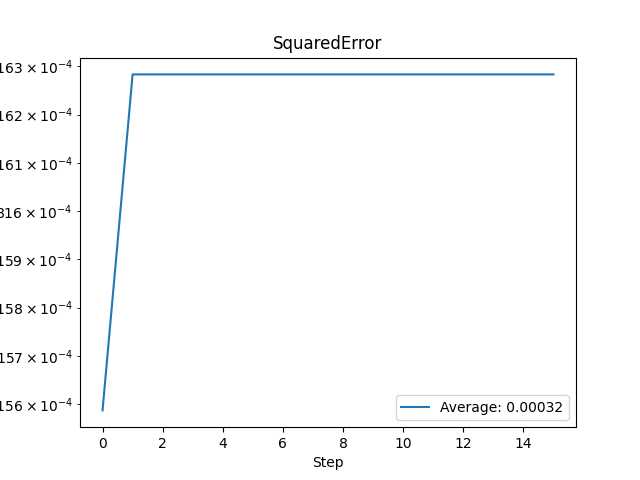 SquaredError
163 × 10⁻⁴
162 × 10⁻⁴
161 × 10⁻⁴
316 × 10⁻⁴
159 × 10⁻⁴
158 × 10⁻⁴
157 × 10⁻⁴
156 × 10⁻⁴
Average: 0.00032
0 2 4 6 8 10 12 14
Step